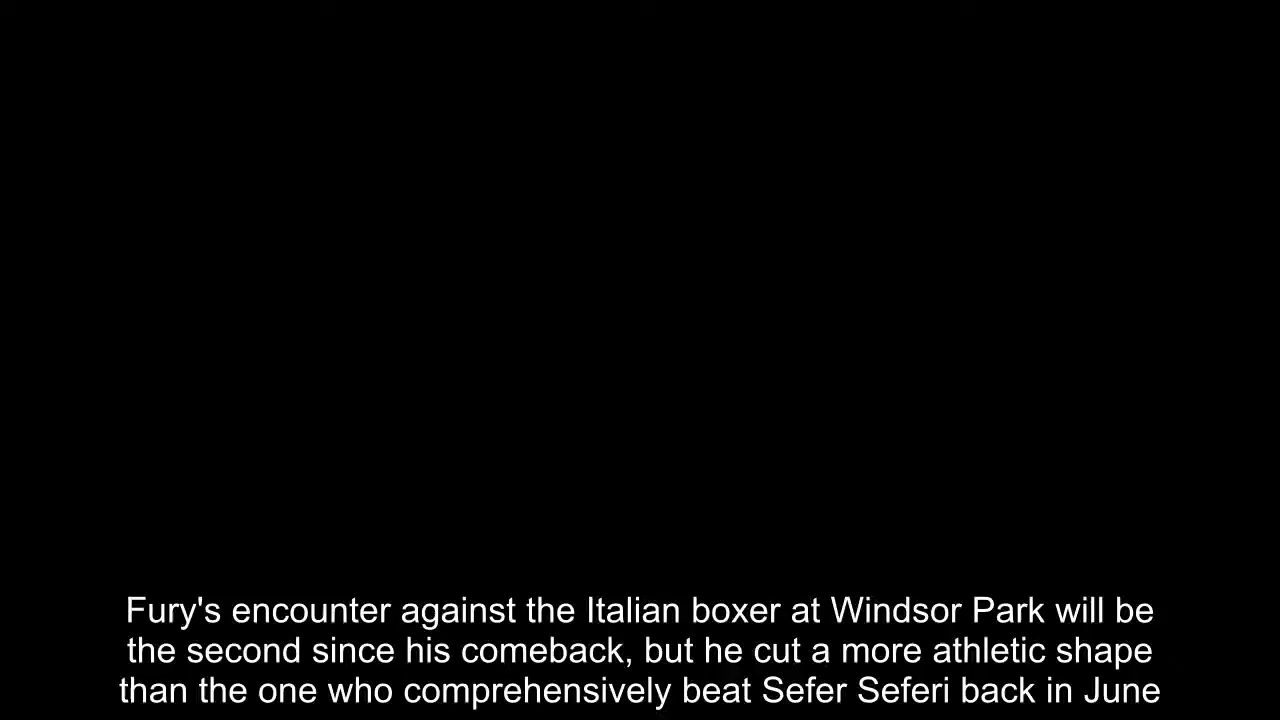 Fury's encounter against the Italian boxer at Windsor Park will be
the second since his comeback, but he cut a more athletic shape
than the one who comprehensively beat Sefer Seferi back in June